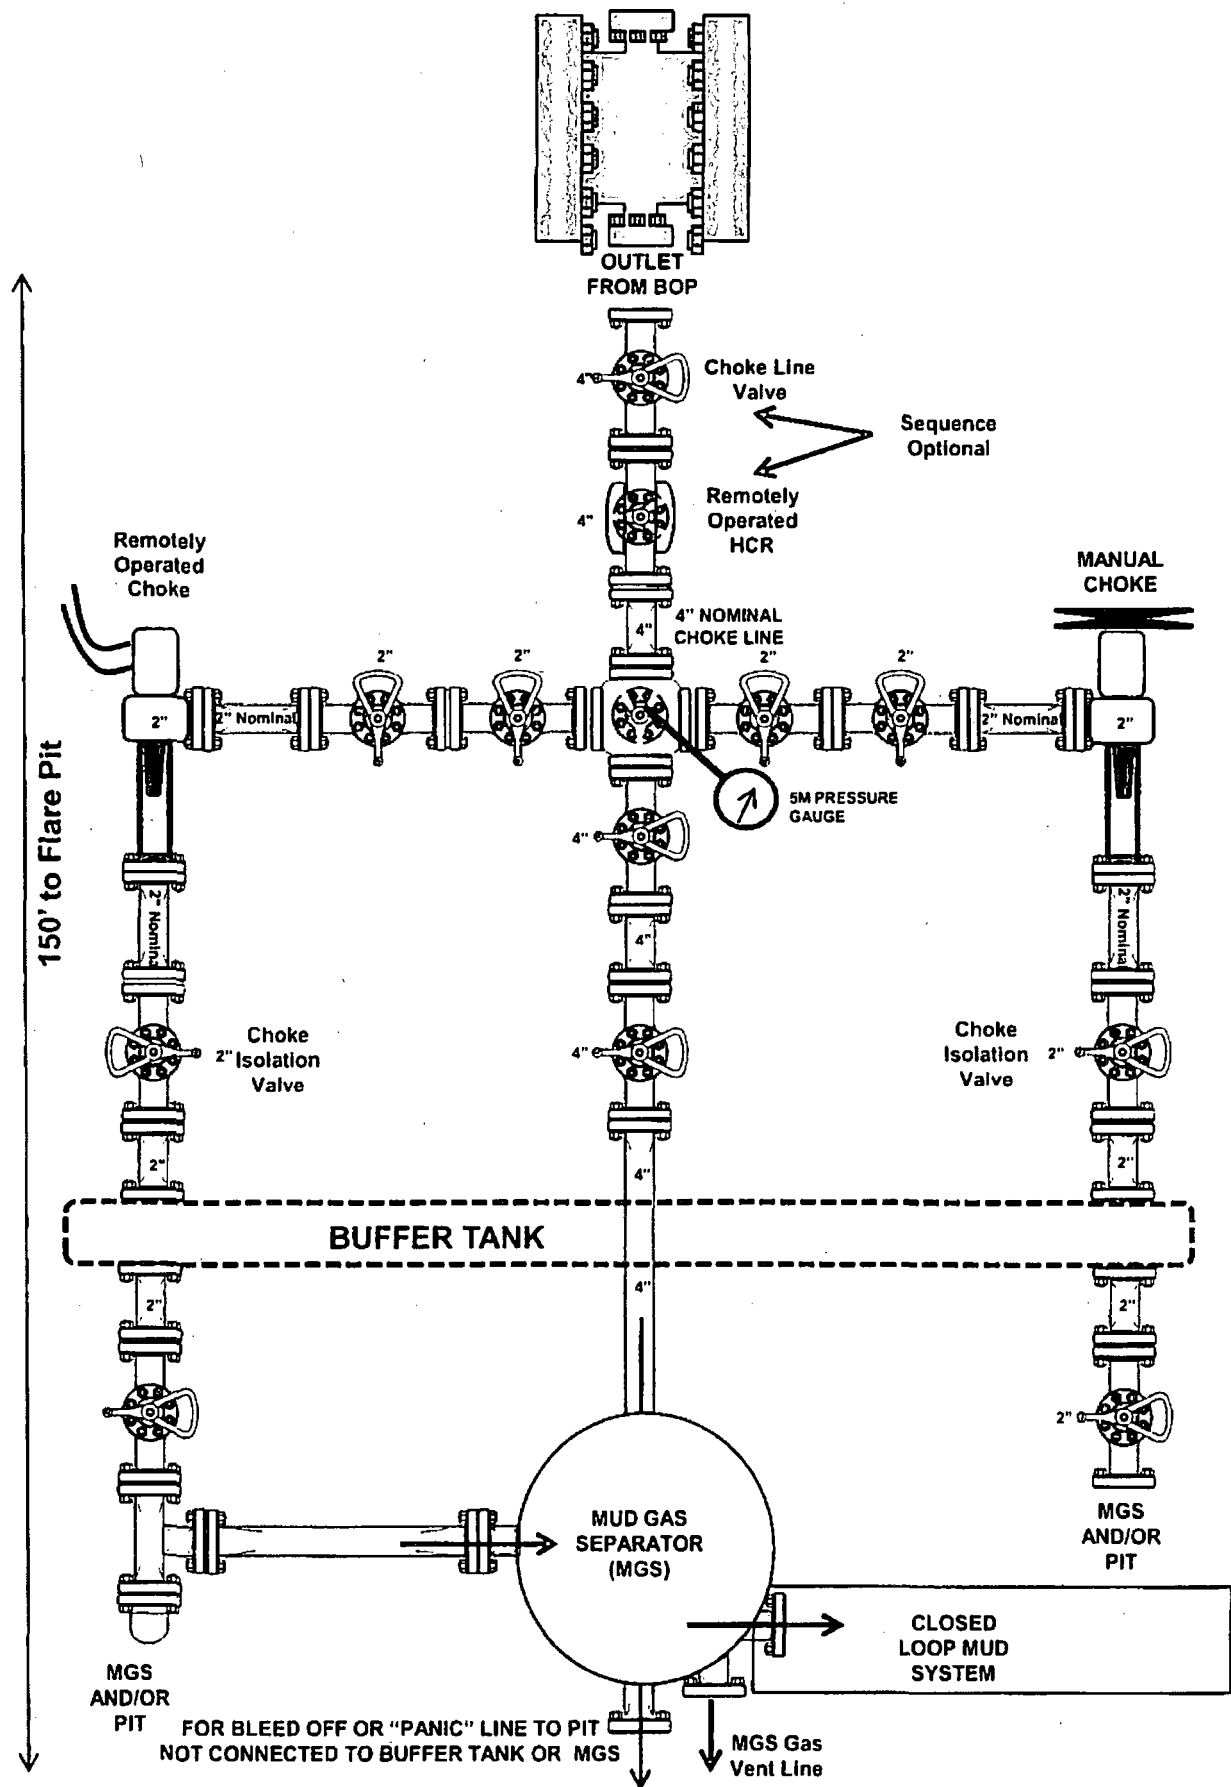 OUTLET
FROM BOP
4"
Choke Line
Valve
Sequence
Optional
4"
Remotely
Operated
HCR
Remotely
Operated
Choke
MANUAL
CHOKE
4"
4" NOMINAL
CHOKE LINE
2"
2"
2"
2"
2"
2" Nominal
2" Nominal
2"
5M PRESSURE
GAUGE
150' to Flare Pit
4"
2" Nominal
4"
2" Nominal
Choke
Isolation
Valve
2"
4"
Choke
Isolation
Valve
2"
2"
4"
2"
BUFFER TANK
2"
4"
2"
2"
MUD GAS
SEPARATOR
(MGS)
MGS
AND/OR
PIT
CLOSED
LOOP MUD
SYSTEM
MGS
AND/OR
PIT
FOR BLEED OFF OR "PANIC" LINE TO PIT
NOT CONNECTED TO BUFFER TANK OR MGS
MGS Gas
Vent Line